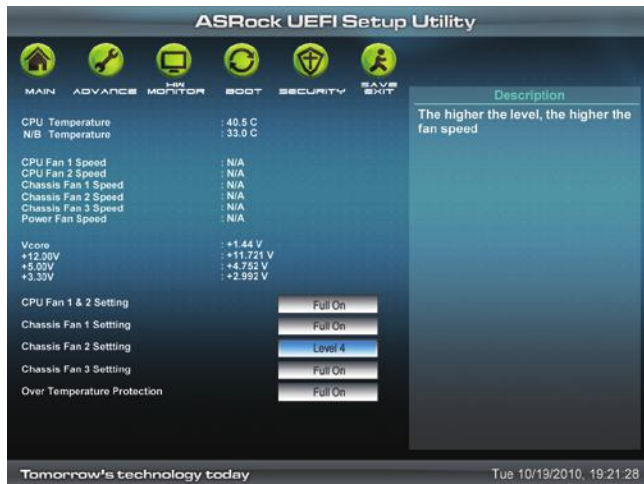 ASRock UEFI Setup Utility
MAIN
ADVANCE
H/W MONITOR
BOOT
SECURITY
SAVE EXIT
Description
The higher the level, the higher the
fan speed
CPU Temperature : 40.5 C
N/B Temperature : 33.0 C
CPU Fan 1 Speed : N/A
CPU Fan 2 Speed : N/A
Chassis Fan 1 Speed : N/A
Chassis Fan 2 Speed : N/A
Chassis Fan 3 Speed : N/A
Power Fan Speed : N/A
Vcore : +1.44 V
+12.00V : +11.721 V
+5.00V : +4.752 V
+3.30V : +2.992 V
CPU Fan 1 & 2 Setting Full On
Chassis Fan 1 Settting Full On
Chassis Fan 2 Settting Level 4
Chassis Fan 3 Settting Full On
Over Temperature Protection Full On
Tomorrow's technology today
Tue 10/19/2010, 19:21:28